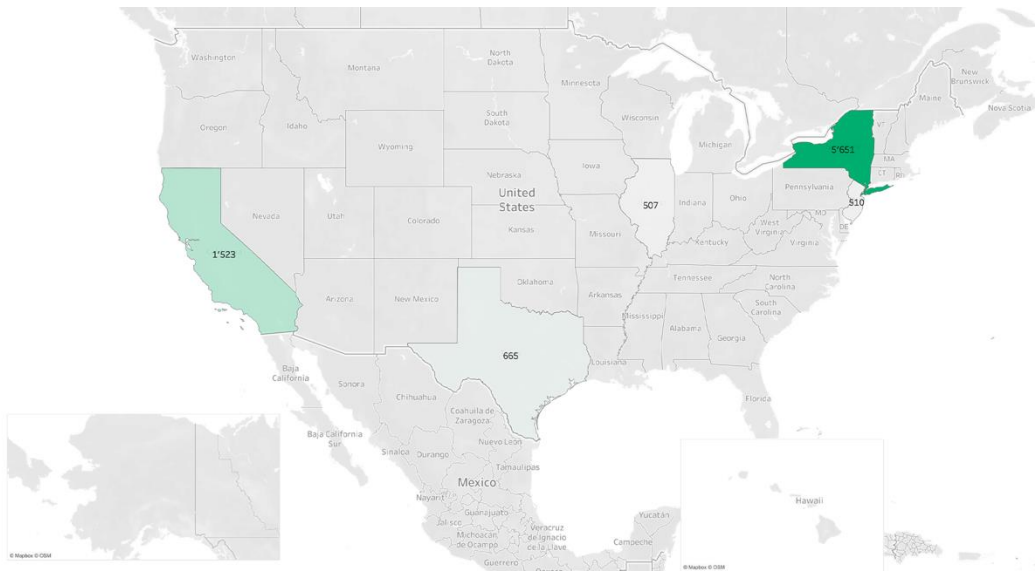 Washington
Montana
North
Dakota
Minnesota
Oregon
Idaho
South
Dakota
Wisconsin
Michigan
Maine
New
Brunswick
Nova Scotia
VT
5'651
MA
CT
RI
Wyoming
Iowa
Nebraska
Pennsylvania
Nevada
Utah
Colorado
United
States
Kansas
507
Indiana
Ohio
510
MD
DE
West
Virginia
Virginia
Missouri
Kentucky
1'523
Arizona
New Mexico
Oklahoma
Arkansas
Tennessee
North
Carolina
South
Carolina
Mississippi
Alabama
Georgia
665
Louisiana
Florida
Baja
California
Sonora
Chihuahua
Coahuila de
Zaragoza
Baja California
Sur
Nuevo León
Sinaloa
Durango
Tamaulipas
Mexico
Nayarit
Guanajuato
Jalisco
Michoacán
de Ocampo
Veracruz
de Ignacio
de la Llave
Yucatán
Campeche
Guerrero
Hawaii
© Mapbox © OSM
© Mapbox © OSM